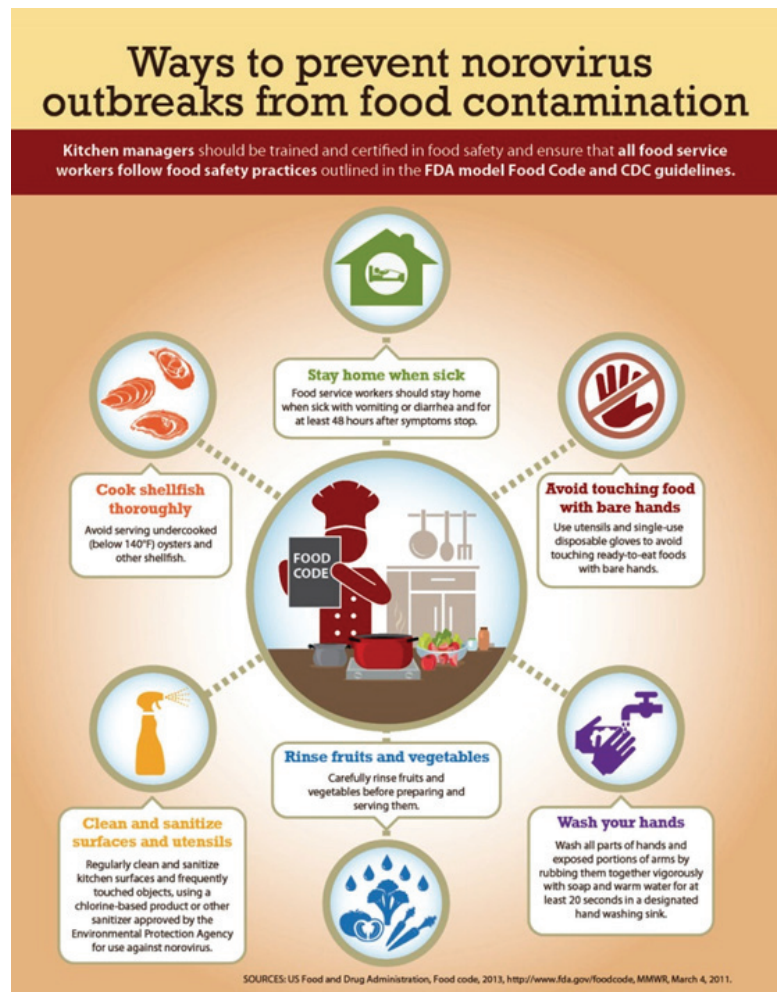 Ways to prevent norovirus
outbreaks from food contamination
Kitchen managers should be trained and certified in food safety and ensure that all food service
workers follow food safety practices outlined in the FDA model Food Code and CDC guidelines.
Stay home when sick
Food service workers should stay home
when sick with vomiting or diarrhea and for
at least 48 hours after symptoms stop.
Cook shellfish
thoroughly
Avoid serving undercooked
(below 140°F) oysters and
other shellfish.
Avoid touching food
with bare hands
Use utensils and single-use
disposable gloves to avoid
touching ready-to-eat foods
with bare hands.
FOOD
CODE
Rinse fruits and vegetables
Carefully rinse fruits and
vegetables before preparing and
serving them.
Clean and sanitize
surfaces and utensils
Regularly clean and sanitize
kitchen surfaces and frequently
touched objects, using a
chlorine-based product or other
sanitizer approved by the
Environmental Protection Agency
for use against norovirus.
Wash your hands
Wash all parts of hands and
exposed portions of arms by
rubbing them together vigorously
with soap and warm water for at
least 20 seconds in a designated
hand washing sink.
SOURCES: US Food and Drug Administration, Food code, 2013, http://www.fda.gov/foodcode, MMWR, March 4, 2011.